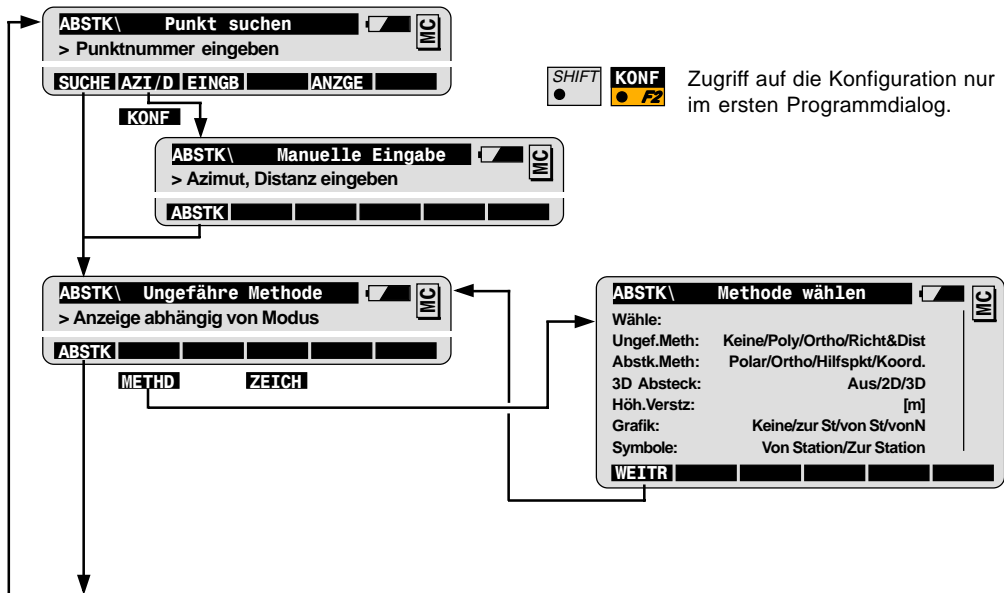 ABSTK\ Punkt suchen MC
> Punktnummer eingeben
SUCHE AZI/D EINGB ANZGE
KONF
SHIFT KONF F2
Zugriff auf die Konfiguration nur
im ersten Programmdialog.
ABSTK\ Manuelle Eingabe MC
> Azimut, Distanz eingeben
ABSTK
ABSTK\ Ungefähre Methode MC
> Anzeige abhängig von Modus
ABSTK
METHD ZEICH
ABSTK\ Methode wählen MC
Wähle:
Ungef.Meth: Keine/Poly/Ortho/Richt&Dist
Abstk.Meth: Polar/Ortho/Hilfspkt/Koord.
3D Absteck: Aus/2D/3D
Höh.Verstz: [m]
Grafik: Keine/zur St/von St/vonN
Symbole: Von Station/Zur Station
WEITR